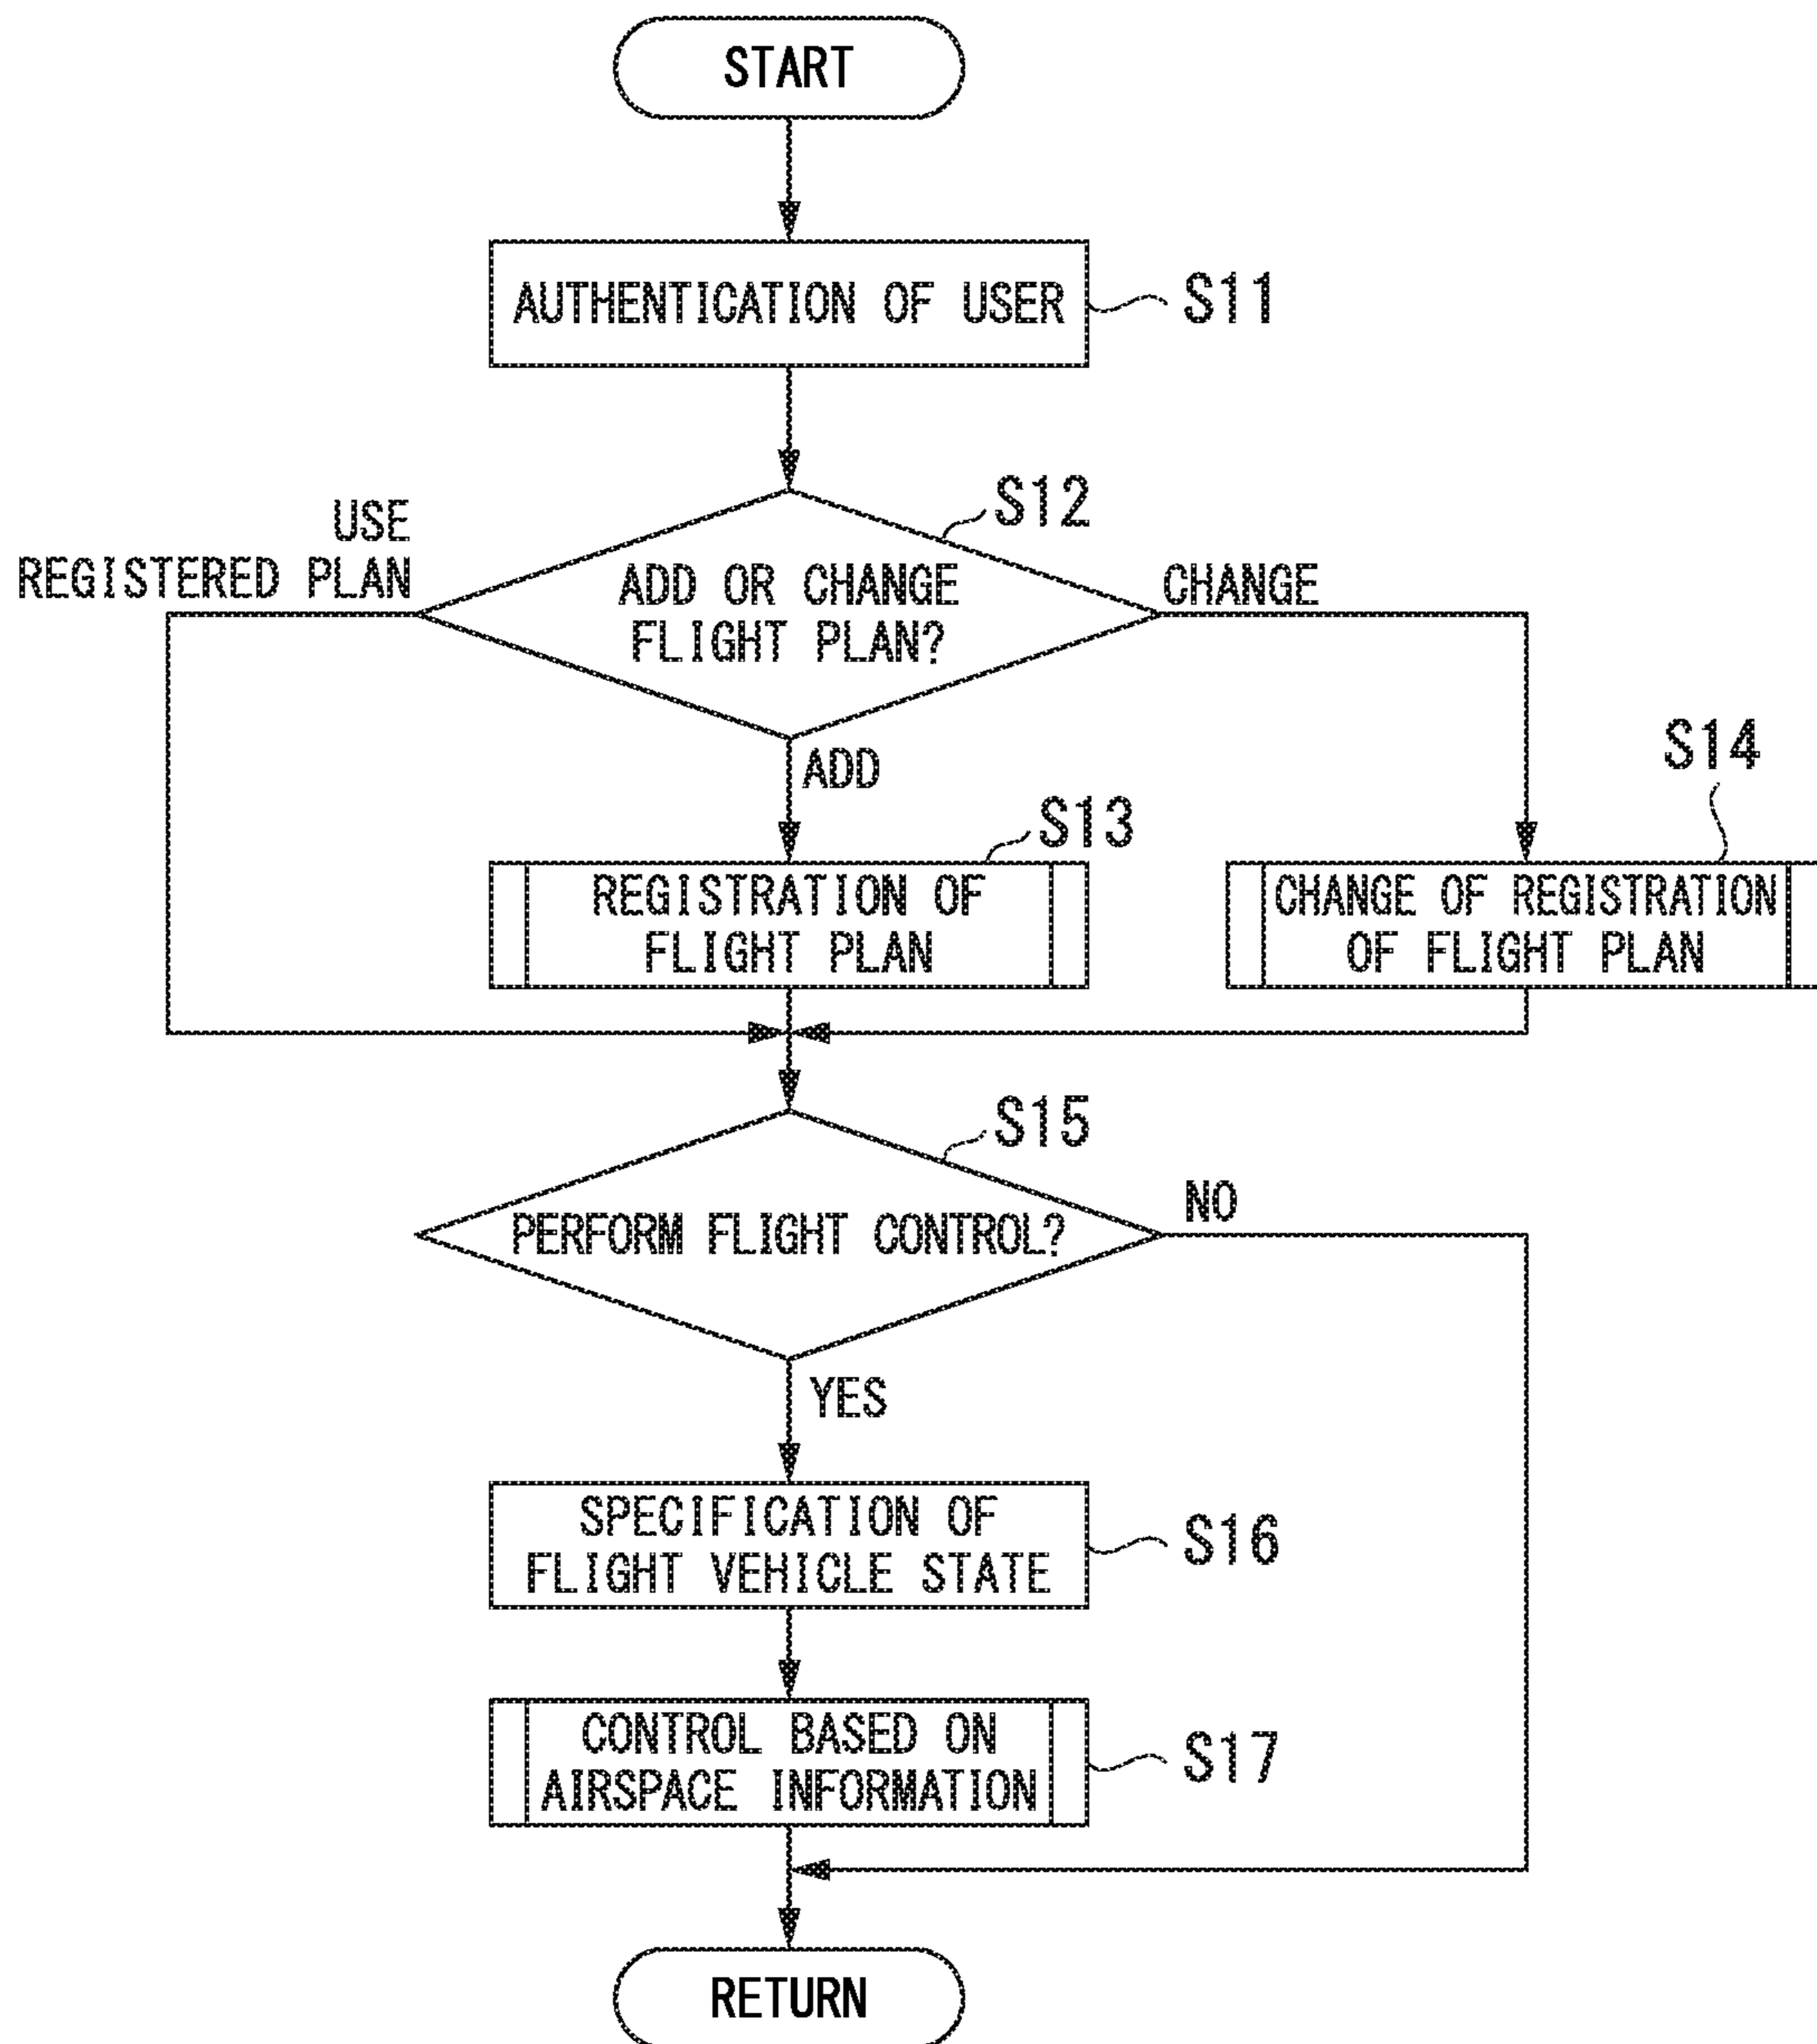 START
AUTHENTICATION OF USER
S11
S12
USE
REGISTERED PLAN
ADD OR CHANGE
FLIGHT PLAN?
CHANGE
ADD
S13
S14
REGISTRATION OF
FLIGHT PLAN
CHANGE OF REGISTRATION
OF FLIGHT PLAN
S15
PERFORM FLIGHT CONTROL?
NO
YES
SPECIFICATION OF
FLIGHT VEHICLE STATE
S16
CONTROL BASED ON
AIRSPACE INFORMATION
S17
RETURN